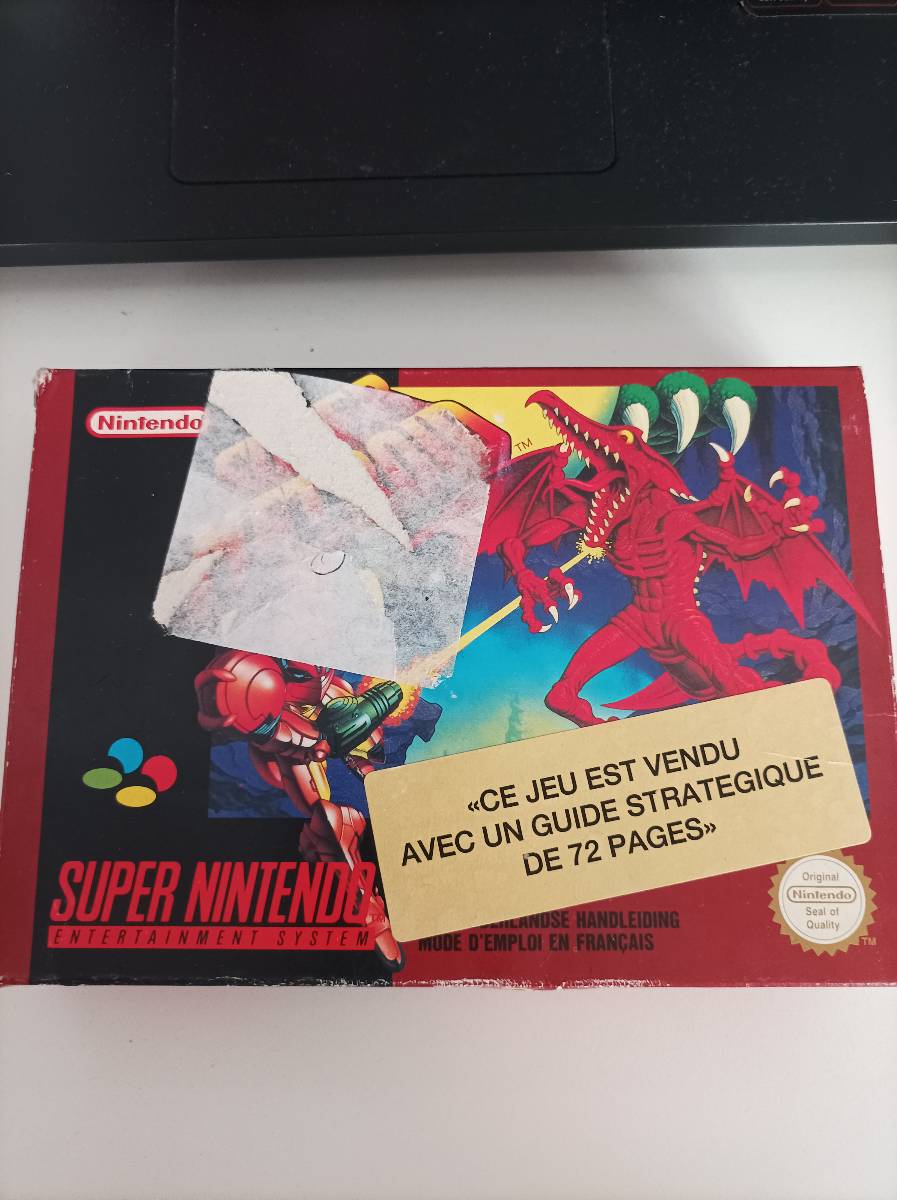 Nintendo
TM
«CE JEU EST VENDU
AVEC UN GUIDE STRATEGIQUE
DE 72 PAGES»
SUPER NINTENDO
TM
ENTERTAINMENT SYSTEM
HANDLEIDING
MODE D'EMPLOI EN FRANÇAIS
Original
Nintendo
Seal of
Quality
TM